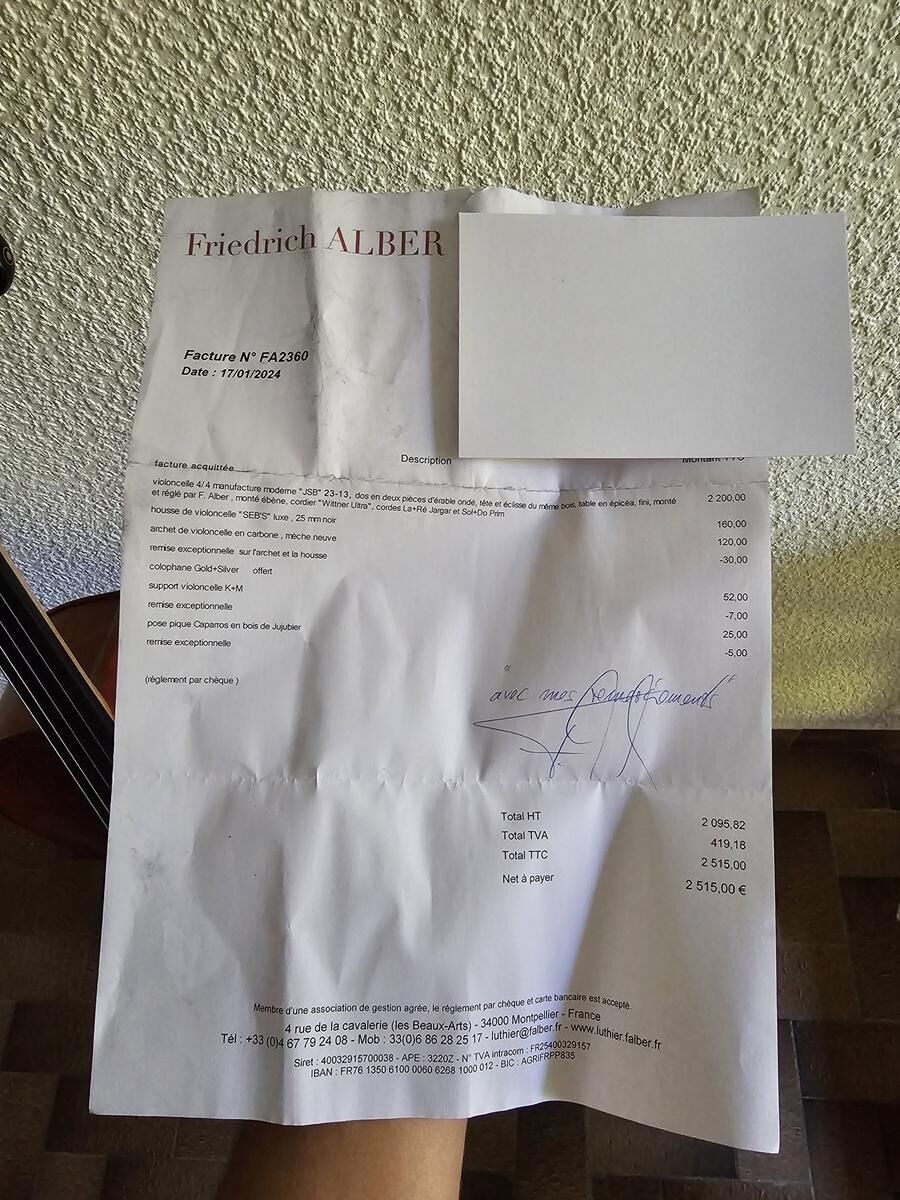 Friedrich ALBER
Facture N° FA2360
Date : 17/01/2024
Description
Montant TTC
facture acquittée
violoncelle 4/4 manufacture moderne "JSB" 23-13, dos en deux pièces d'érable ondé, tête et éclisse du même bois, table en épicéa, fini, monté 2 200,00
et réglé par F. Alber , monté ébène, cordier "Wittner Ultra", cordes La+Ré Jargar et Sol+Do Prim
housse de violoncelle "SEB'S" luxe , 25 mm noir 160,00
archet de violoncelle en carbone , mèche neuve 120,00
remise exceptionnelle sur l'archet et la housse -30,00
colophane Gold+Silver offert
support violoncelle K+M 52,00
remise exceptionnelle -7,00
pose pique Caparros en bois de Jujubier 25,00
remise exceptionnelle -5,00
(règlement par chèque )
"avec mes remerciements"
Total HT 2 095,82
Total TVA 419,18
Total TTC 2 515,00
Net à payer 2 515,00 €
Membre d'une association de gestion agrée, le réglement par chèque et carte bancaire est accepté.
4 rue de la cavalerie (les Beaux-Arts) - 34000 Montpellier - France
Tél : +33 (0)4 67 79 24 08 - Mob : 33(0)6 86 28 25 17 - luthier@falber.fr - www.luthier.falber.fr
Siret : 40032915700038 - APE : 3220Z - N° TVA intracom : FR25400329157
IBAN : FR76 1350 6100 0060 6268 1000 012 - BIC : AGRIFRPP835